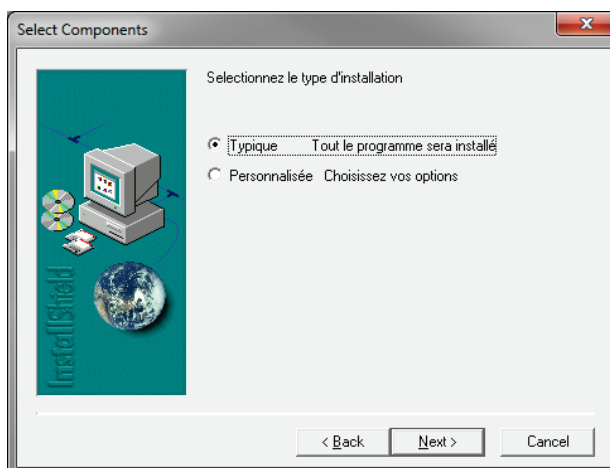 Select Components
Selectionnez le type d'installation
Typique Tout le programme sera installé
Personnalisée Choisissez vos options
InstallShield
< Back Next > Cancel